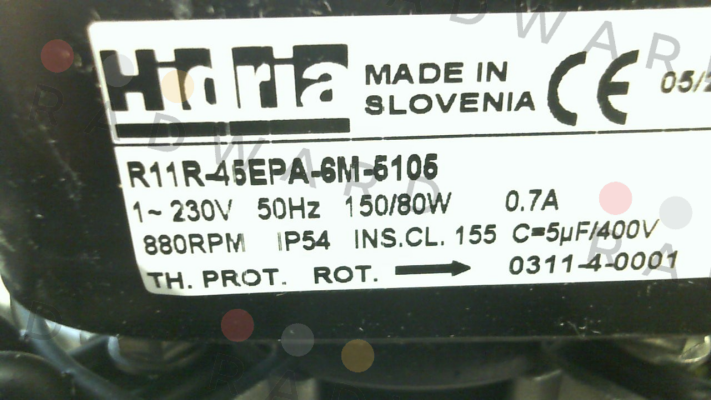 Hidria
MADE IN
SLOVENIA
CE
05/2
R11R-45EPA-6M-5105
1~ 230V 50Hz 150/80W 0.7A
880RPM IP54 INS.CL. 155 C=5µF/400V
TH. PROT. ROT. → 0311-4-0001